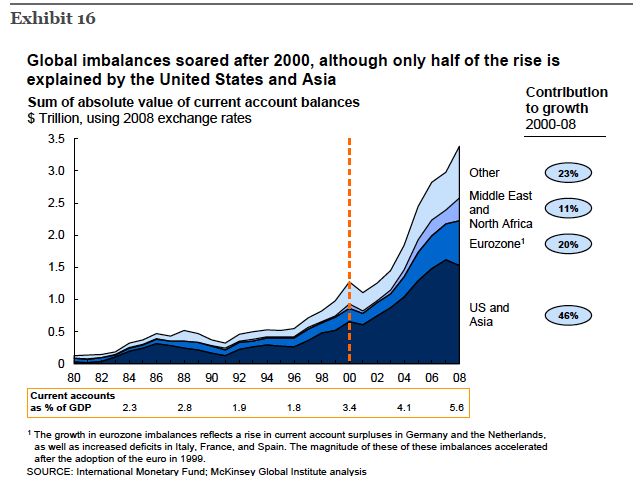 Exhibit 16
Global imbalances soared after 2000, although only half of the rise is
explained by the United States and Asia
Sum of absolute value of current account balances
$ Trillion, using 2008 exchange rates
Contribution
to growth
2000-08
3.5
3.0
2.5
2.0
1.5
1.0
0.5
0
Other
23%
Middle East
and
North Africa
11%
Eurozone¹
20%
US and
Asia
46%
80 82 84 86 88 90 92 94 96 98 00 02 04 06 08
Current accounts
as % of GDP 2.3 2.8 1.9 1.8 3.4 4.1 5.6
¹ The growth in eurozone imbalances reflects a rise in current account surpluses in Germany and the Netherlands,
as well as increased deficits in Italy, France, and Spain. The magnitude of these of these imbalances accelerated
after the adoption of the euro in 1999.
SOURCE: International Monetary Fund; McKinsey Global Institute analysis